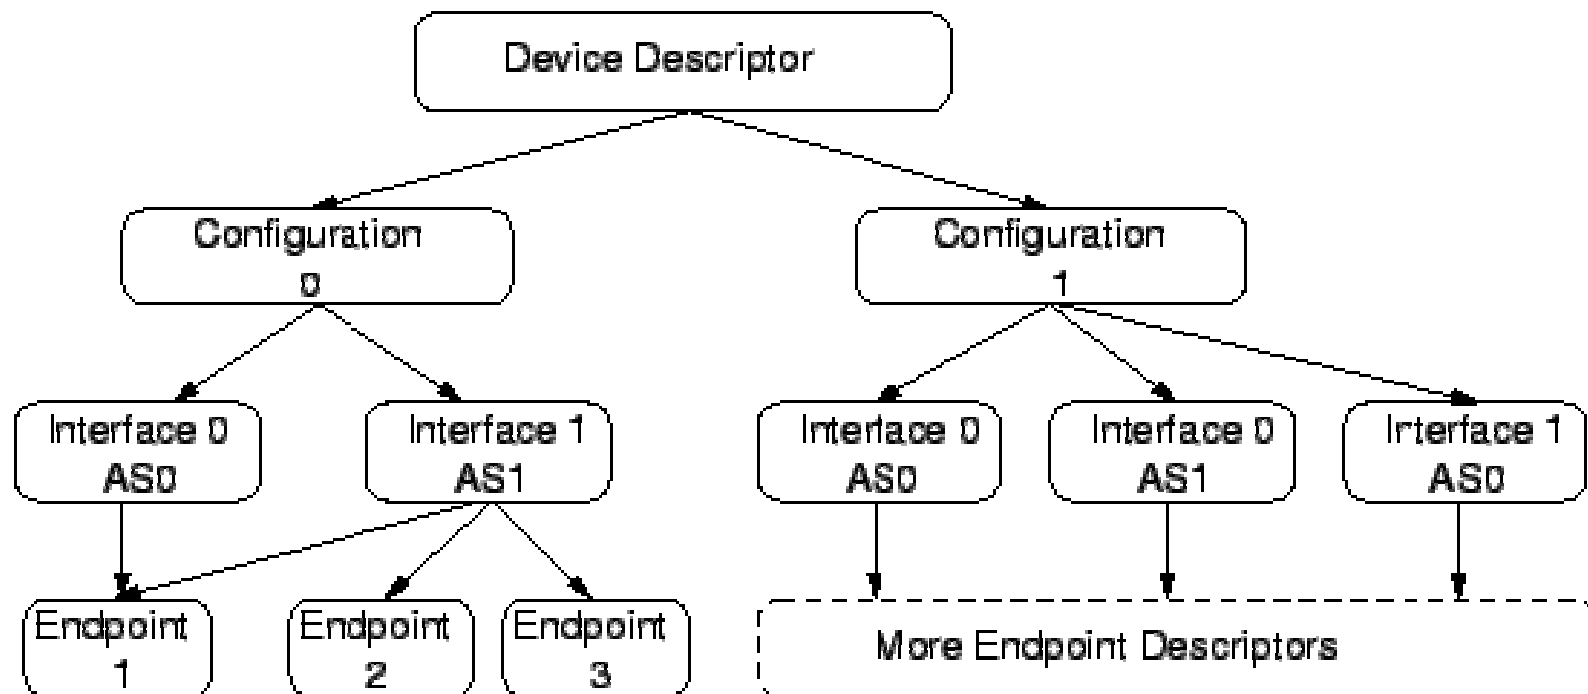 Device Descriptor
Configuration
0
Configuration
1
Interface 0
AS0
Interface 1
AS1
Interface 0
AS0
Interface 0
AS1
Interface 1
AS0
Endpoint
1
Endpoint
2
Endpoint
3
More Endpoint Descriptors